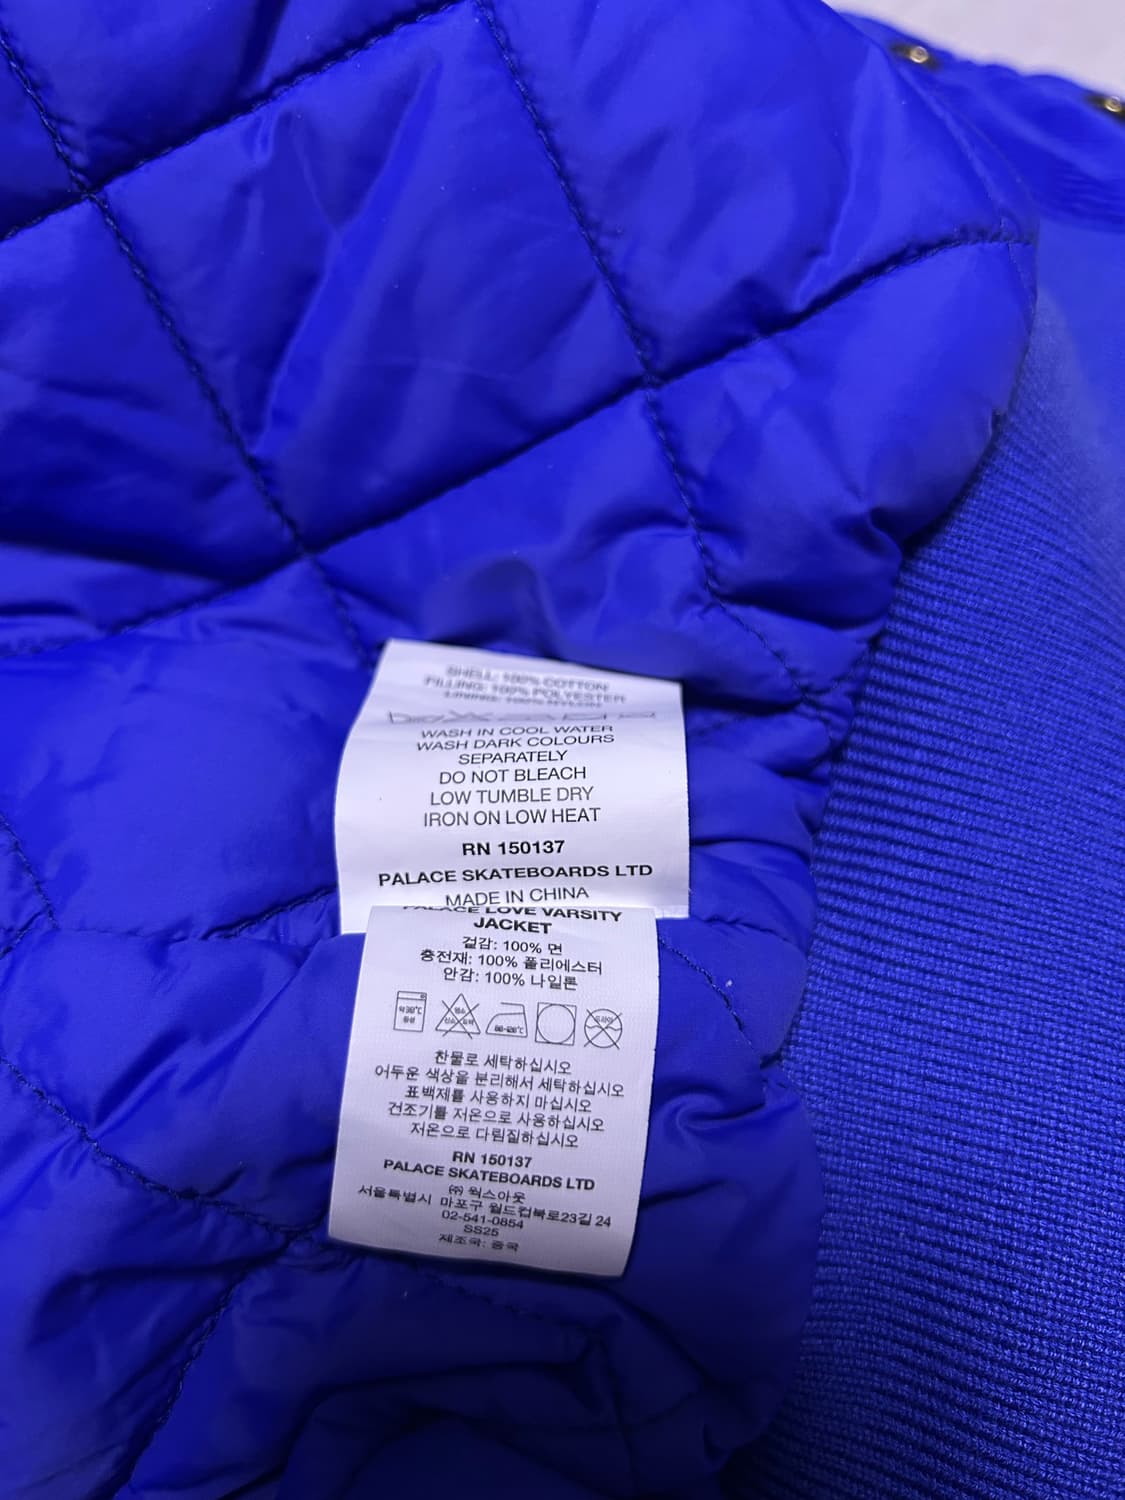 SHELL: 100% COTTON
FILLING: 100% POLYESTER
LINING: 100% NYLON
WASH IN COOL WATER
WASH DARK COLOURS
SEPARATELY
DO NOT BLEACH
LOW TUMBLE DRY
IRON ON LOW HEAT
RN 150137
PALACE SKATEBOARDS LTD
MADE IN CHINA
PALACE LOVE VARSITY
JACKET
겉감: 100% 면
충전재: 100% 폴리에스터
안감: 100% 나일론
80-120℃
찬물로 세탁하십시오
어두운 색상을 분리해서 세탁하십시오
표백제를 사용하지 마십시오
건조기를 저온으로 사용하십시오
저온으로 다림질하십시오
RN 150137
PALACE SKATEBOARDS LTD
㈜ 웍스아웃
서울특별시 마포구 월드컵북로23길 24
02-541-0854
SS25
제조국: 중국